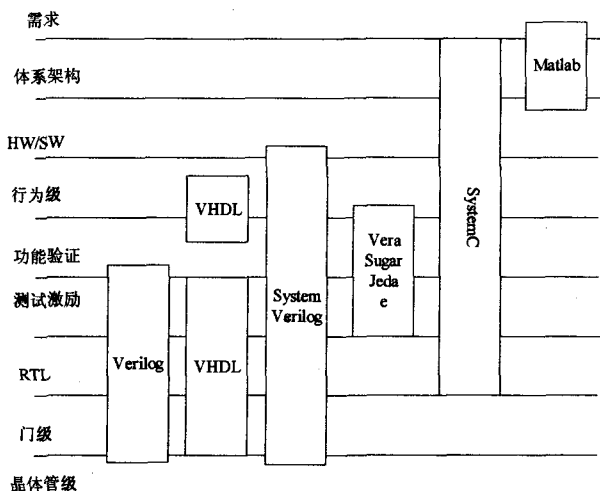 需求
体系架构
Matlab
HW/SW
行为级
VHDL
SystemC
功能验证
Vera
Sugar
Jeda
e
测试激励
System
Verilog
Verilog
VHDL
RTL
门级
晶体管级